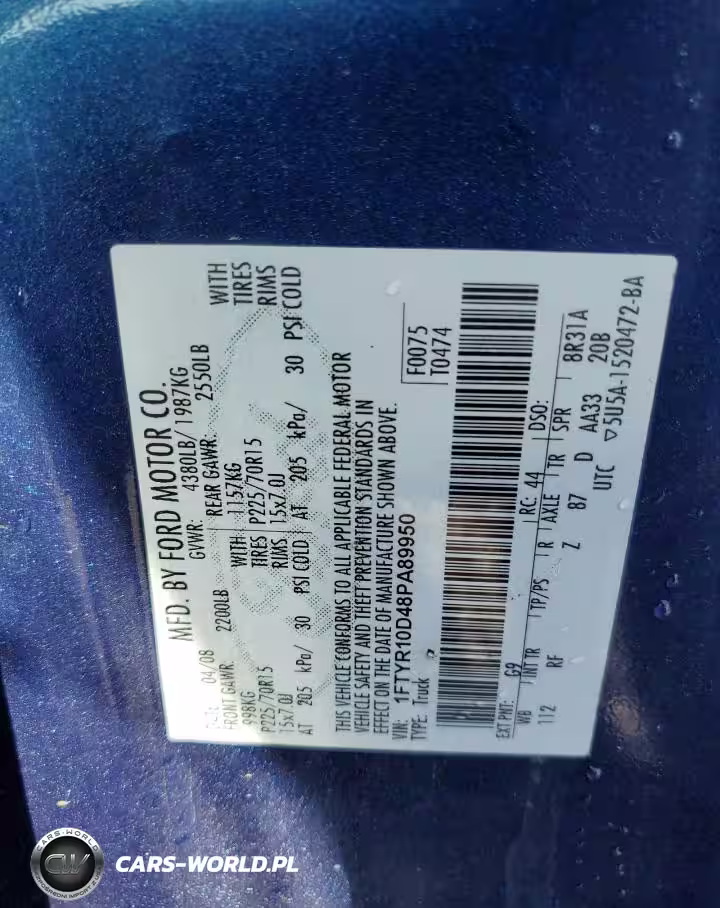 MFD. BY FORD MOTOR CO.
04/08 GVWR: 4380LB/1987KG
FRONT GAWR: 2200LB REAR GAWR: 2550LB
998KG WITH 1157KG WITH
P225/70R15 TIRES P225/70R15 TIRES
15x7.0J RIMS 15x7.0J RIMS
AT 205 kPa/ 30 PSI COLD AT 205 kPa/ 30 PSI COLD
THIS VEHICLE CONFORMS TO ALL APPLICABLE FEDERAL MOTOR
VEHICLE SAFETY AND THEFT PREVENTION STANDARDS IN
EFFECT ON THE DATE OF MANUFACTURE SHOWN ABOVE.
VIN: 1FTYR10D48PA89950 F0075
TYPE: Truck T0474
EXT PNT: G9 RC: 44 DSO:
WB INT TR TP/PS R AXLE TR SPR
112 RF Z 87 D AA33 8R31A
20B
UTC ▽5U5A-1520472-BA
CARS-WORLD
CW
CARS-WORLD.PL